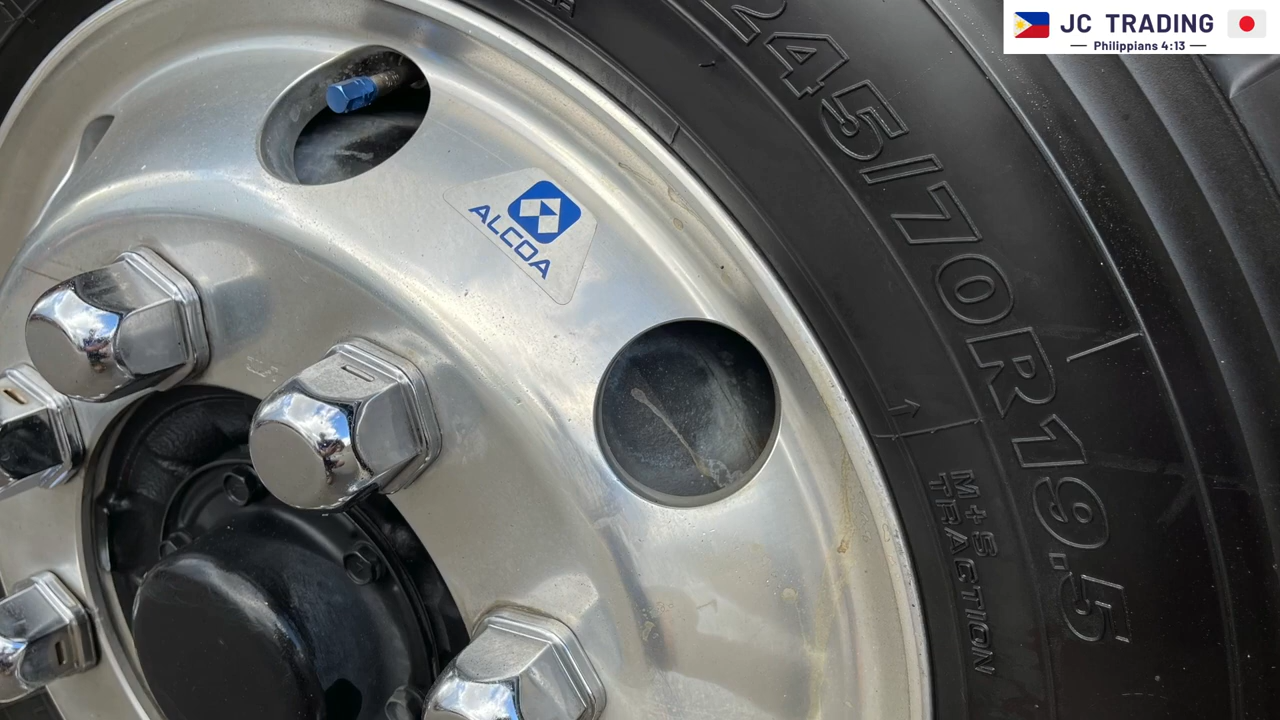 JC TRADING
Philippians 4:13
245/70R19.5
ALCOA
M+S
TRACTION